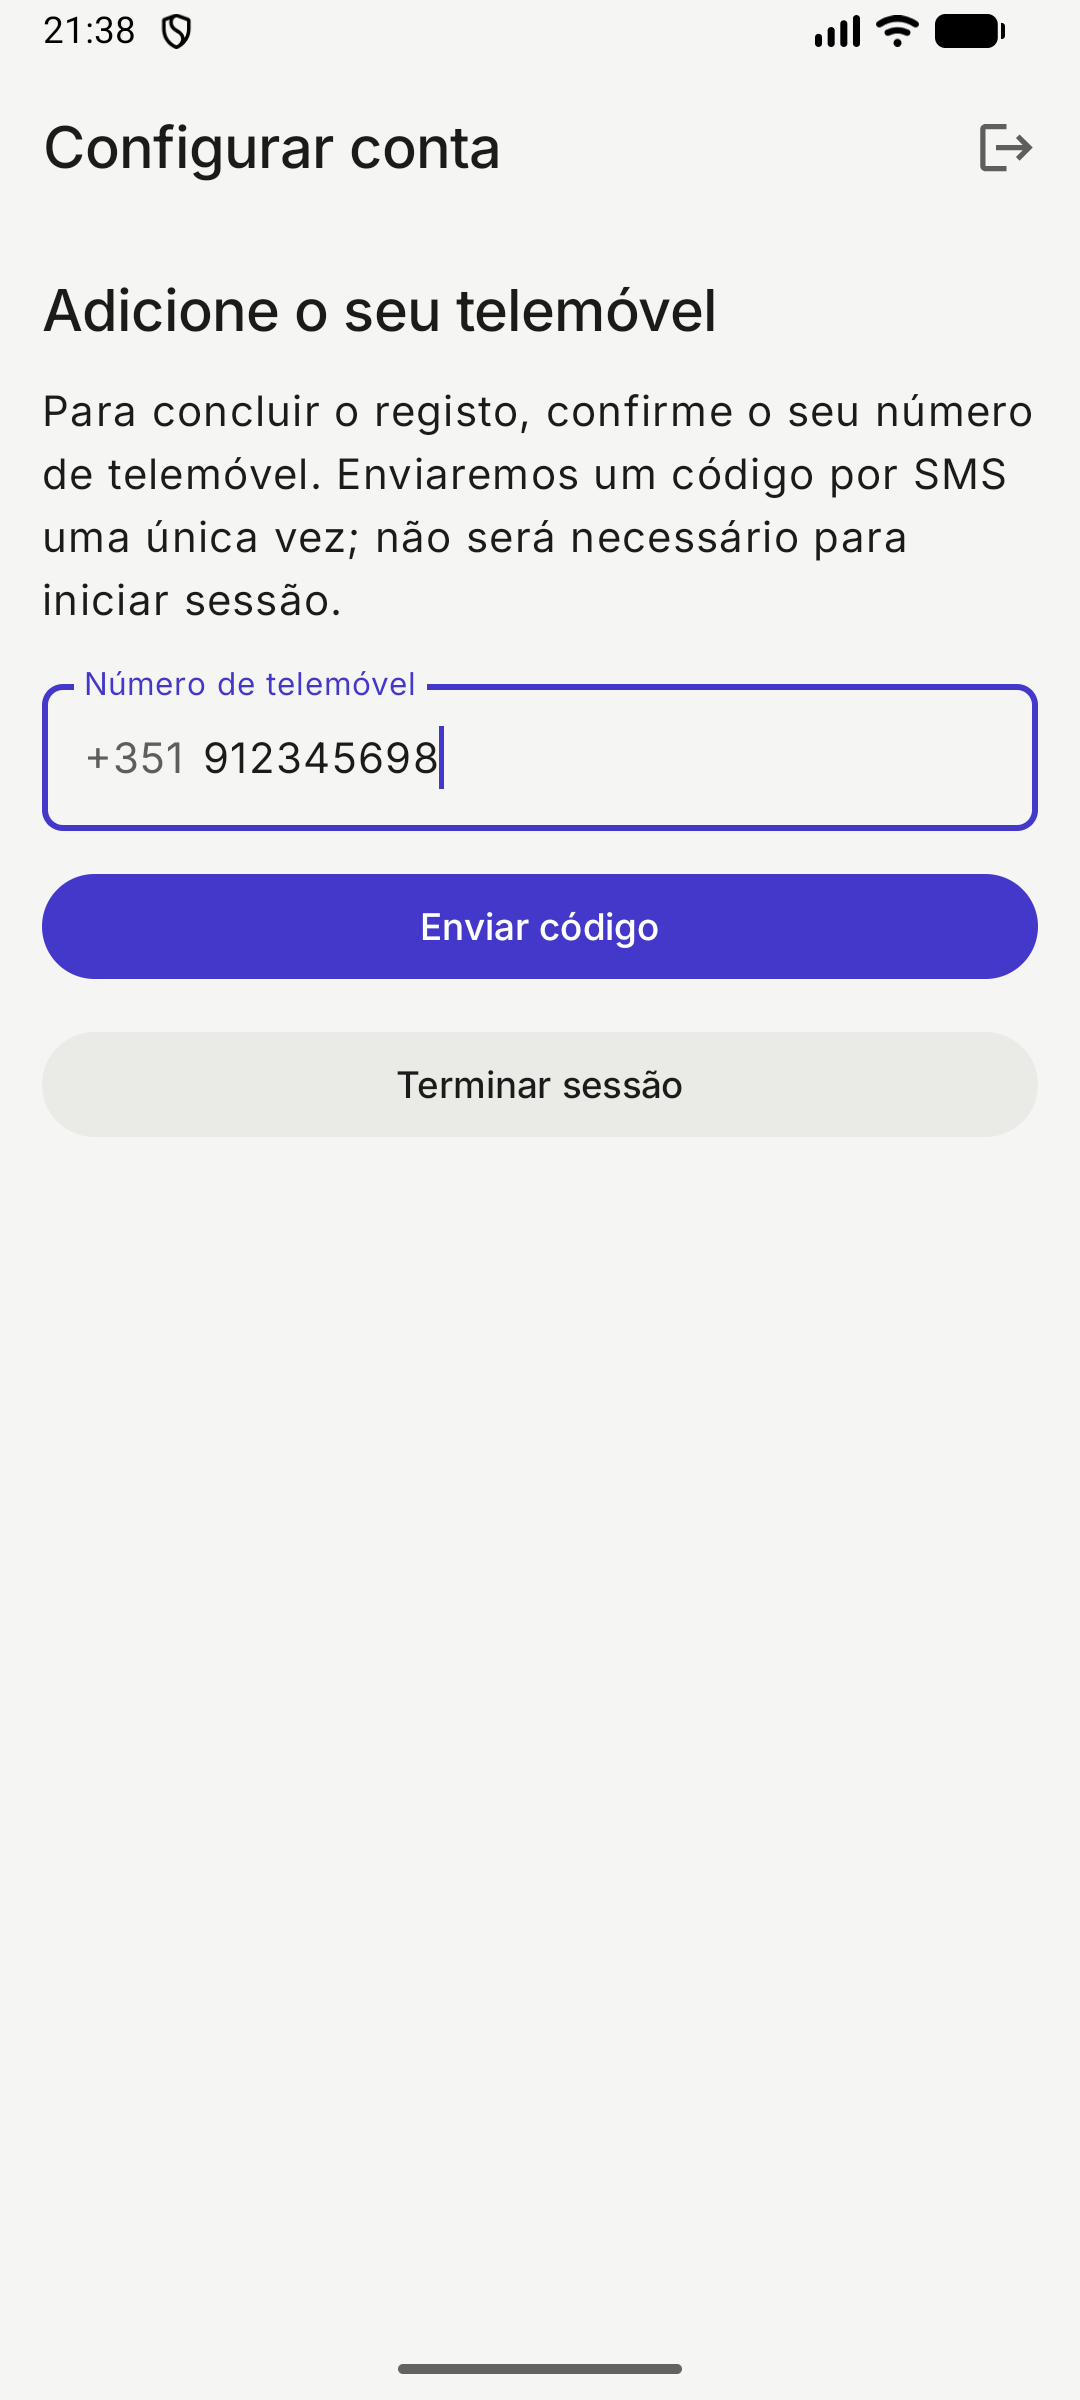 21:38
Configurar conta
Adicione o seu telemóvel
Para concluir o registo, confirme o seu número
de telemóvel. Enviaremos um código por SMS
uma única vez; não será necessário para
iniciar sessão.
Número de telemóvel
+351 912345698
Enviar código
Terminar sessão